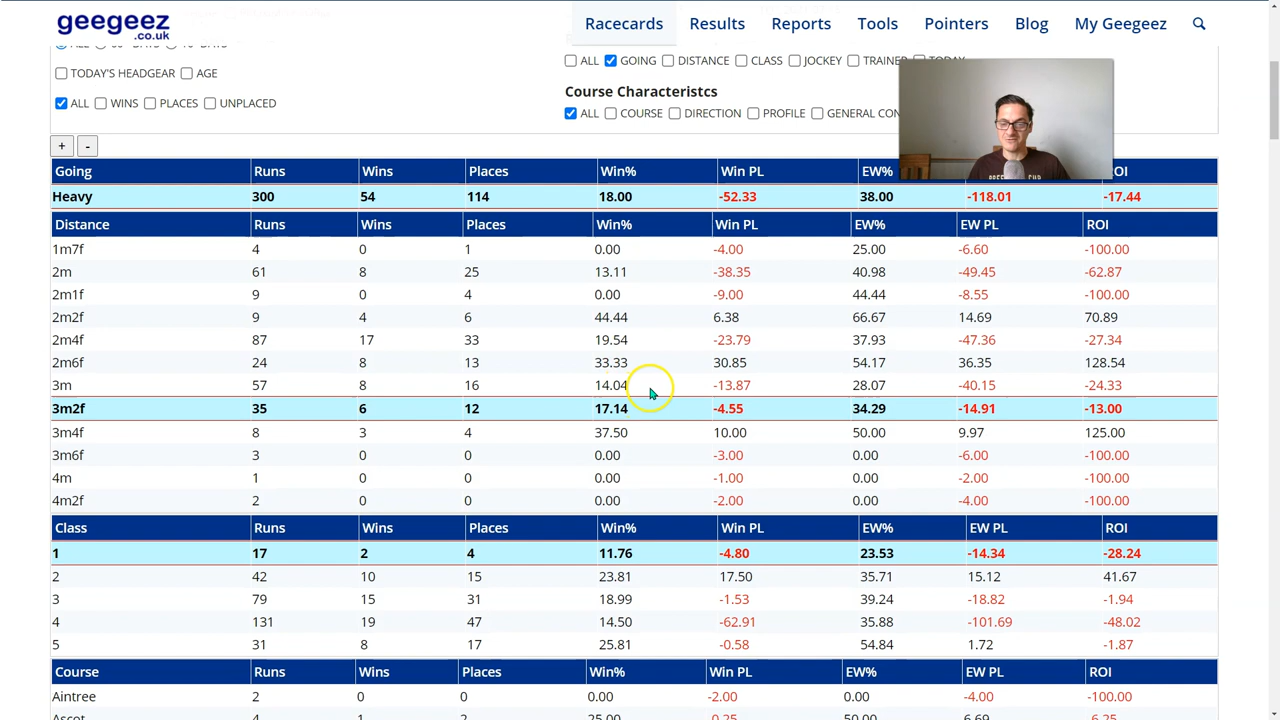 geegeez
.co.uk
Racecards Results Reports Tools Pointers Blog My Geegeez
TODAY'S HEADGEAR AGE
ALL GOING DISTANCE CLASS JOCKEY TRAINER
Course Characteristcs
ALL WINS PLACES UNPLACED
ALL COURSE DIRECTION PROFILE GENERAL CON
+ -
Going Runs Wins Places Win% Win PL EW% OI
Heavy 300 54 114 18.00 -52.33 38.00 -118.01 -17.44
Distance Runs Wins Places Win% Win PL EW% EW PL ROI
1m7f 4 0 1 0.00 -4.00 25.00 -6.60 -100.00
2m 61 8 25 13.11 -38.35 40.98 -49.45 -62.87
2m1f 9 0 4 0.00 -9.00 44.44 -8.55 -100.00
2m2f 9 4 6 44.44 6.38 66.67 14.69 70.89
2m4f 87 17 33 19.54 -23.79 37.93 -47.36 -27.34
2m6f 24 8 13 33.33 30.85 54.17 36.35 128.54
3m 57 8 16 14.04 -13.87 28.07 -40.15 -24.33
3m2f 35 6 12 17.14 -4.55 34.29 -14.91 -13.00
3m4f 8 3 4 37.50 10.00 50.00 9.97 125.00
3m6f 3 0 0 0.00 -3.00 0.00 -6.00 -100.00
4m 1 0 0 0.00 -1.00 0.00 -2.00 -100.00
4m2f 2 0 0 0.00 -2.00 0.00 -4.00 -100.00
Class Runs Wins Places Win% Win PL EW% EW PL ROI
1 17 2 4 11.76 -4.80 23.53 -14.34 -28.24
2 42 10 15 23.81 17.50 35.71 15.12 41.67
3 79 15 31 18.99 -1.53 39.24 -18.82 -1.94
4 131 19 47 14.50 -62.91 35.88 -101.69 -48.02
5 31 8 17 25.81 -0.58 54.84 1.72 -1.87
Course Runs Wins Places Win% Win PL EW% EW PL ROI
Aintree 2 0 0 0.00 -2.00 0.00 -4.00 -100.00
Ascot 4 1 2 25.00 -0.25 50.00 6.69 -6.25